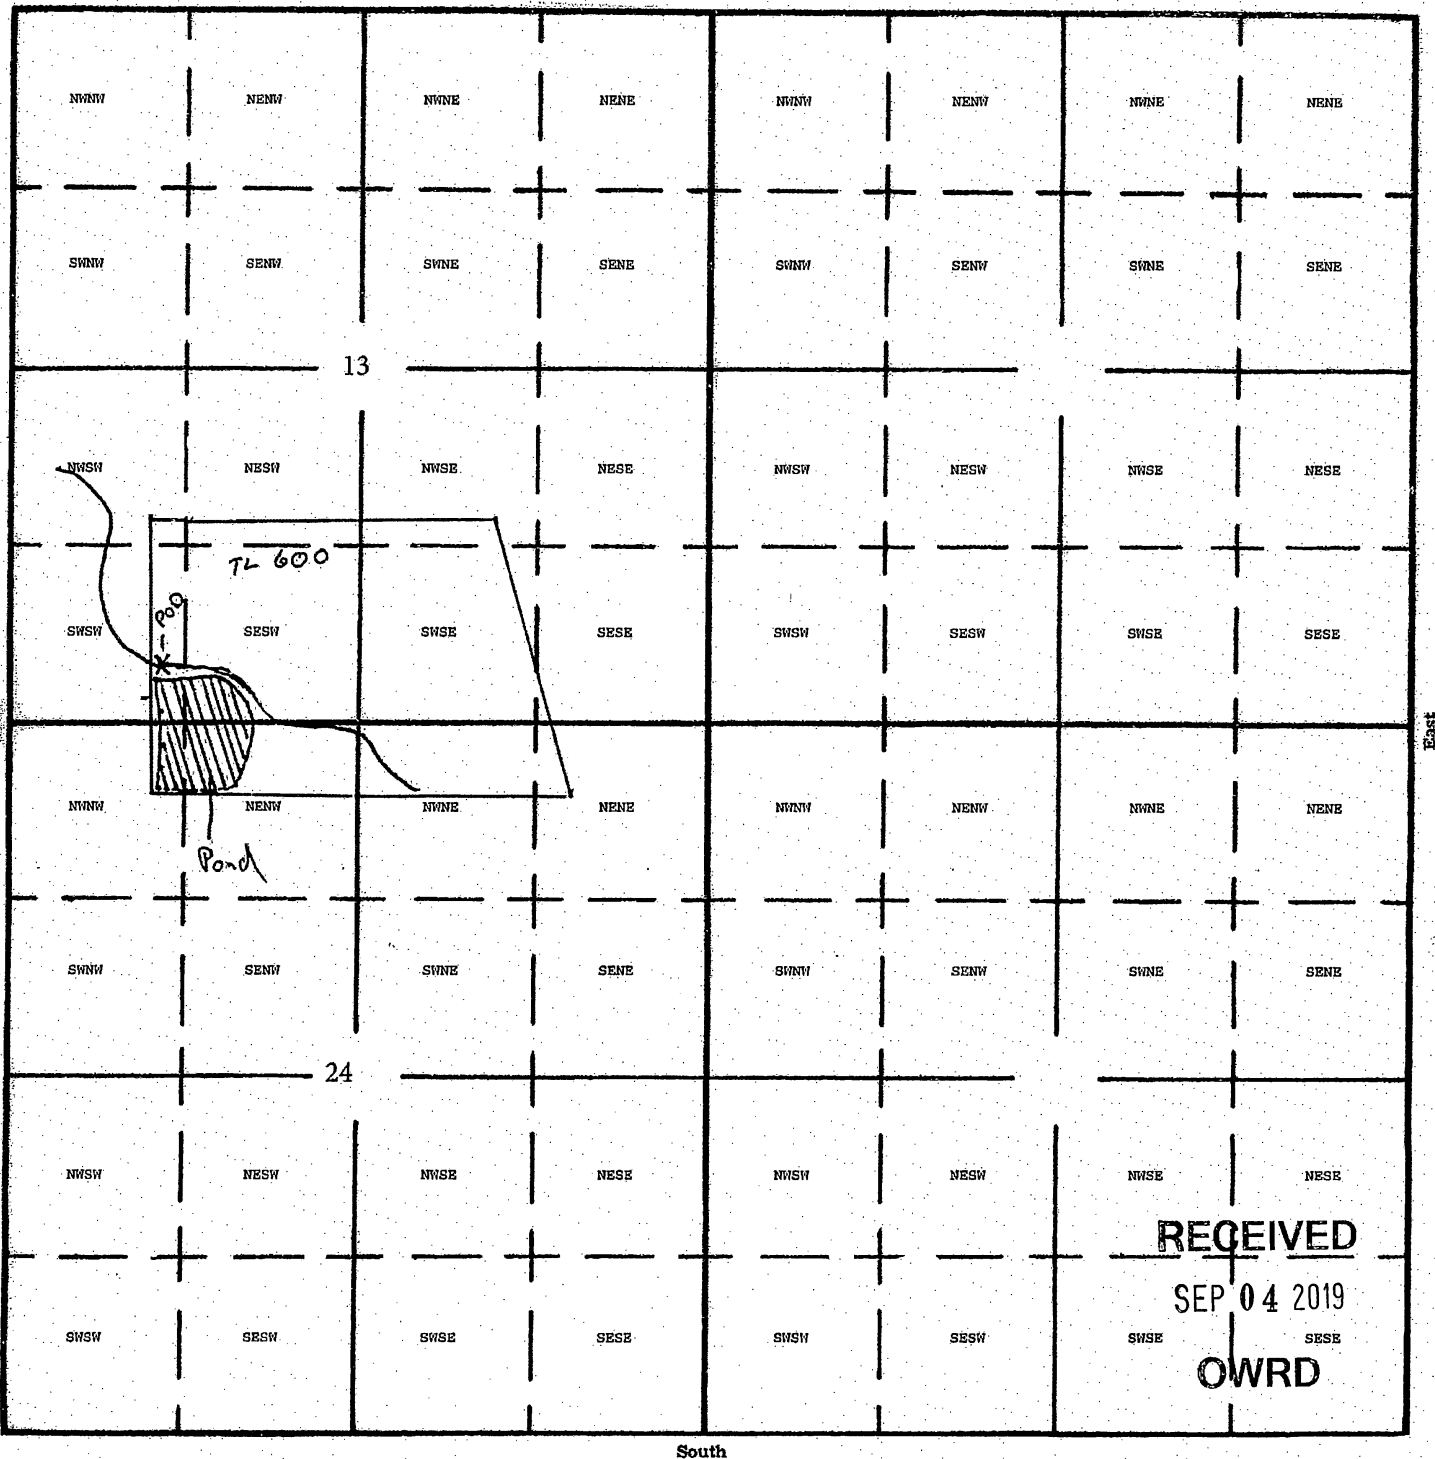 NWNW NENW NWNE NENE NWNW NENW NWNE NENE
SWNW SENW SWNE SENE SWNW SENW SWNE SENE
13
NWSW NESW NWSE NESE NWSW NESW NWSE NESE
TL 600
POD
SWSW SESW SWSE SESE SWSW SESW SWSE SESE
East
NWNW NENW NWNE NENE NWNW NENW NWNE NENE
Pond
SWNW SENW SWNE SENE SWNW SENW SWNE SENE
24
NWSW NESW NWSE NESE NWSW NESW NWSE NESE
RECEIVED
SEP 04 2019
SWSW SESW SWSE SESE SWSW SESW SWSE SESE
OWRD
South